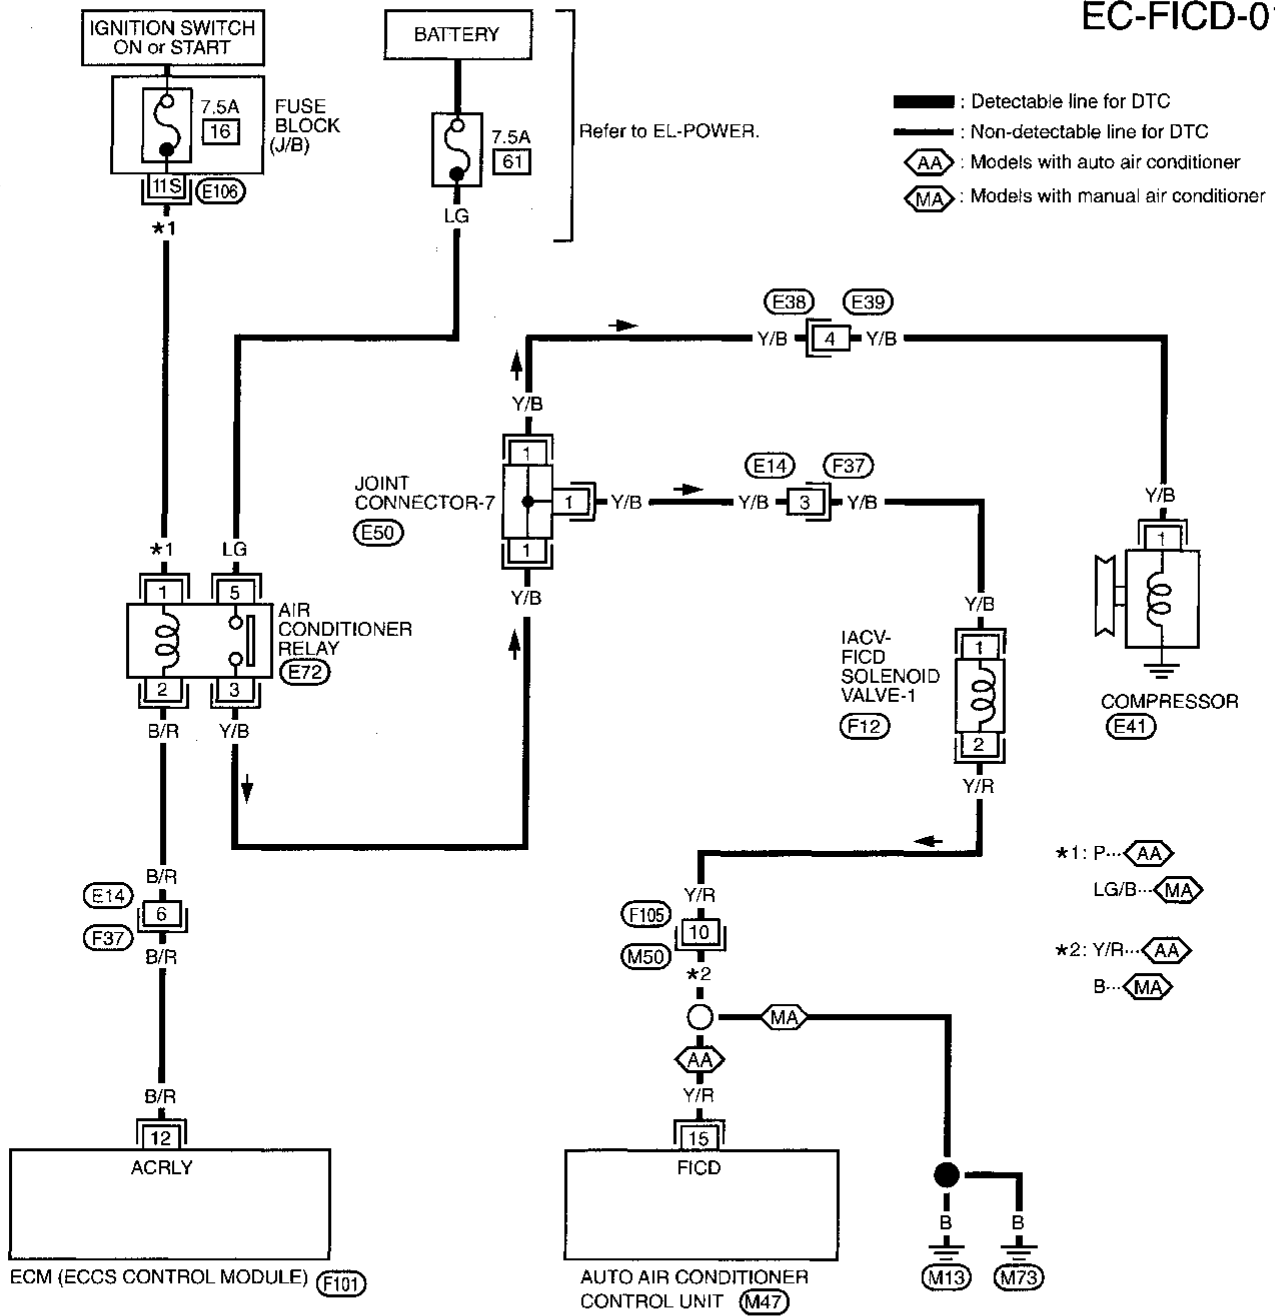 EC-FICD-0
IGNITION SWITCH
ON or START
BATTERY
7.5A
16
FUSE
BLOCK
(J/B)
11S
E106
*1
7.5A
61
LG
Refer to EL-POWER.
: Detectable line for DTC
: Non-detectable line for DTC
AA : Models with auto air conditioner
MA : Models with manual air conditioner
E38
E39
Y/B
4
Y/B
Y/B
1
JOINT
CONNECTOR-7
E50
1
Y/B
E14
F37
Y/B
3
Y/B
1
Y/B
Y/B
1
COMPRESSOR
E41
*1
LG
1
5
AIR
CONDITIONER
RELAY
E72
2
3
B/R
Y/B
Y/B
IACV-
FICD
SOLENOID
VALVE-1
F12
1
2
Y/R
*1: P··· AA
LG/B··· MA
*2: Y/R··· AA
B··· MA
B/R
E14
6
F37
B/R
Y/R
F105
10
M50
*2
MA
AA
B/R
Y/R
12
15
ACRLY
FICD
B
B
M13
M73
ECM (ECCS CONTROL MODULE) F101
AUTO AIR CONDITIONER
CONTROL UNIT M47